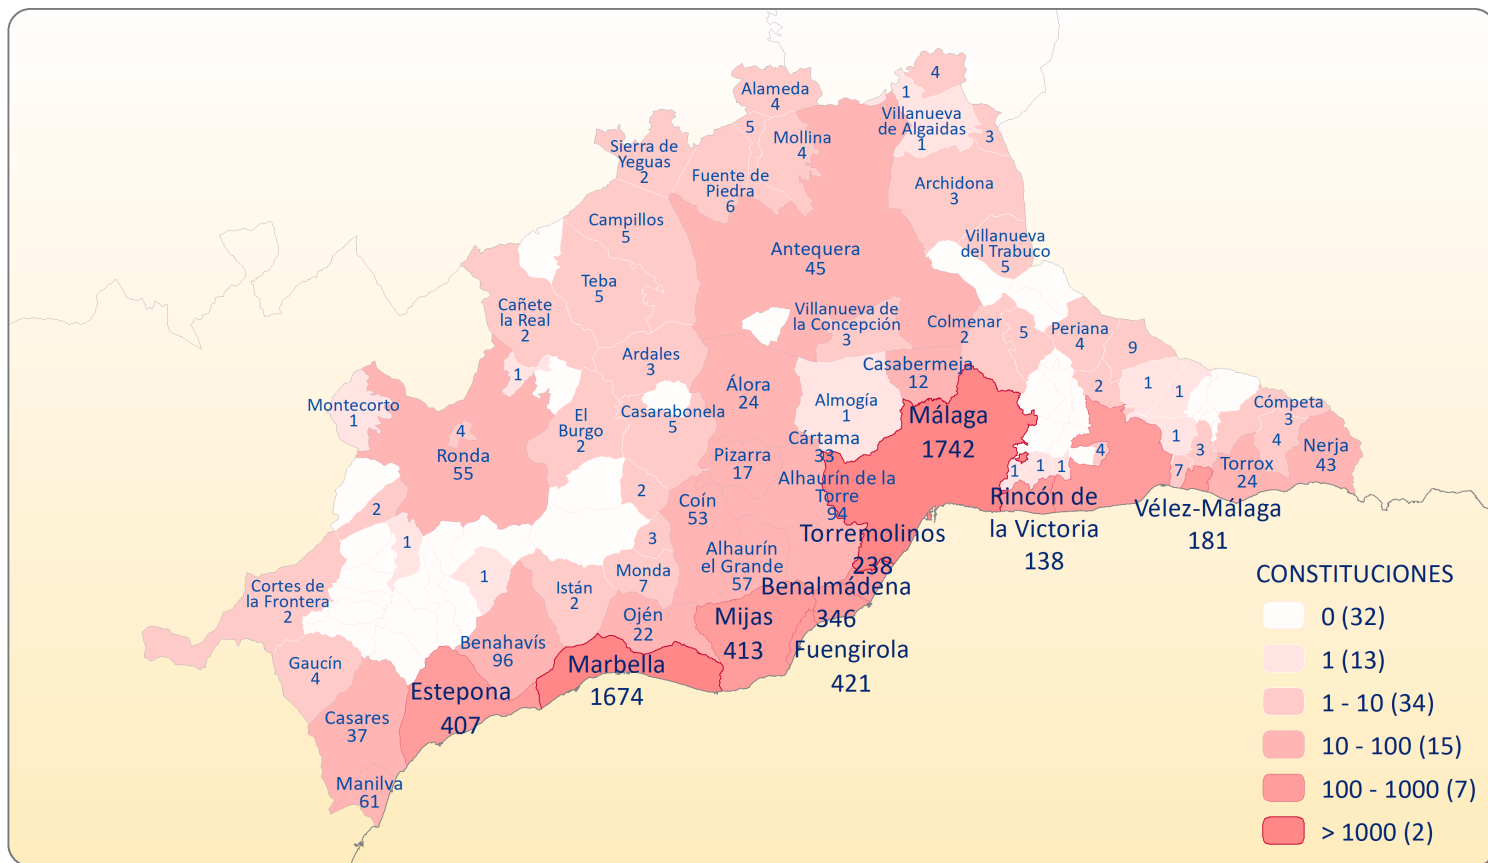 4
Alameda
4
1
Villanueva
de Algaidas
1
5
Mollina
4
3
Sierra de
Yeguas
2
Fuente de
Piedra
6
Archidona
3
Campillos
5
Villanueva
del Trabuco
5
Antequera
45
Teba
5
Cañete
la Real
2
Villanueva de
la Concepción
3
Colmenar
2
5
Periana
4
9
Ardales
3
Casabermeja
12
1
Álora
24
2
1
1
Montecorto
1
El
Burgo
2
Casarabonela
5
Almogía
1
Málaga
1742
Cómpeta
3
4
Ronda
55
Cártama
33
4
1
3
4
Nerja
43
Pizarra
17
Alhaurín de la
Torre
94
1
1
1
7
Torrox
24
2
2
Coín
53
Rincón de
la Victoria
138
Vélez-Málaga
181
1
3
Torremolinos
238
Alhaurín
el Grande
57
1
Istán
2
Monda
7
Benalmádena
346
Cortes de
la Frontera
2
Ojén
22
Mijas
413
Fuengirola
421
Benahavís
96
Gaucín
4
Marbella
1674
Estepona
407
Casares
37
Manilva
61
CONSTITUCIONES
0 (32)
1 (13)
1 - 10 (34)
10 - 100 (15)
100 - 1000 (7)
> 1000 (2)